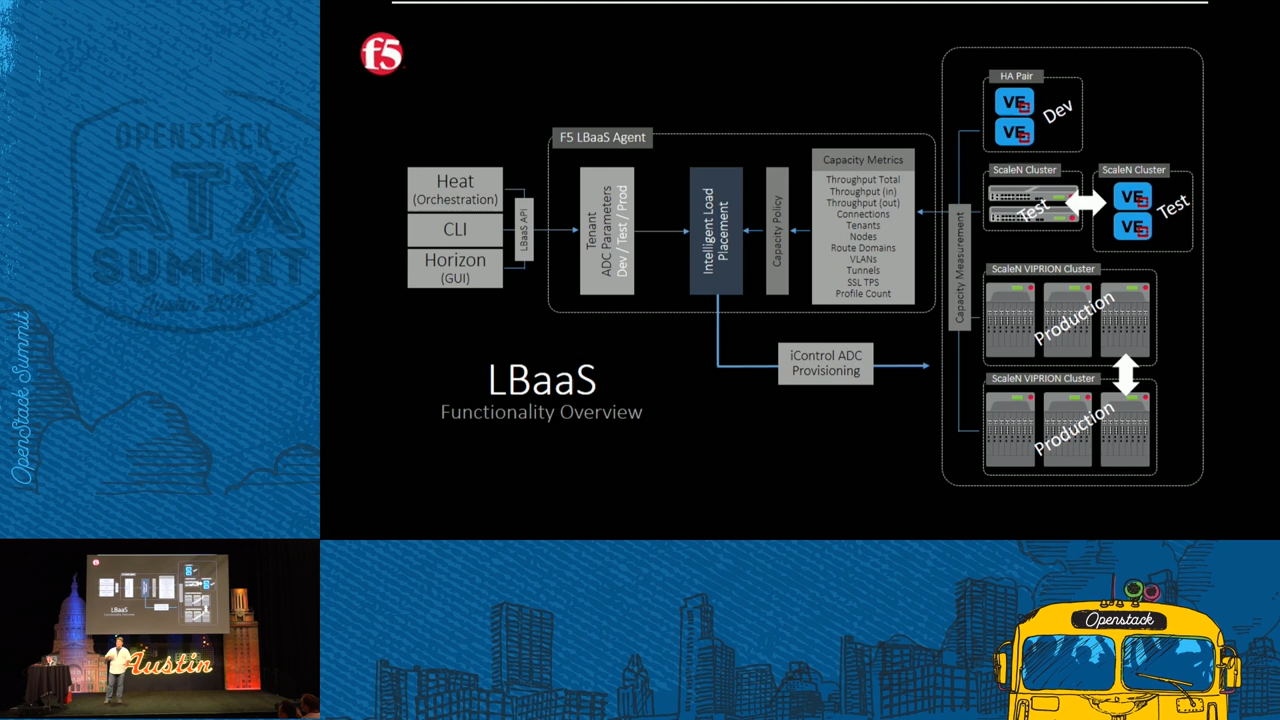 OPENSTACK
ATX
SUMMIT
OpenStack Summit
f5
Heat
(Orchestration)
CLI
Horizon
(GUI)
LBaaS API
F5 LBaaS Agent
Tenant
ADC Parameters
Dev / Test / Prod
Intelligent Load
Placement
Capacity Policy
Capacity Metrics
Throughput Total
Throughput (in)
Throughput (out)
Connections
Tenants
Nodes
Route Domains
VLANs
Tunnels
SSL TPS
Profile Count
iControl ADC
Provisioning
LBaaS
Functionality Overview
Capacity Measurement
HA Pair
VE
VE
Dev
ScaleN Cluster
Test
ScaleN Cluster
VE
VE
Test
ScaleN VIPRION Cluster
Production
ScaleN VIPRION Cluster
Production
LBaaS
Austin
Openstack